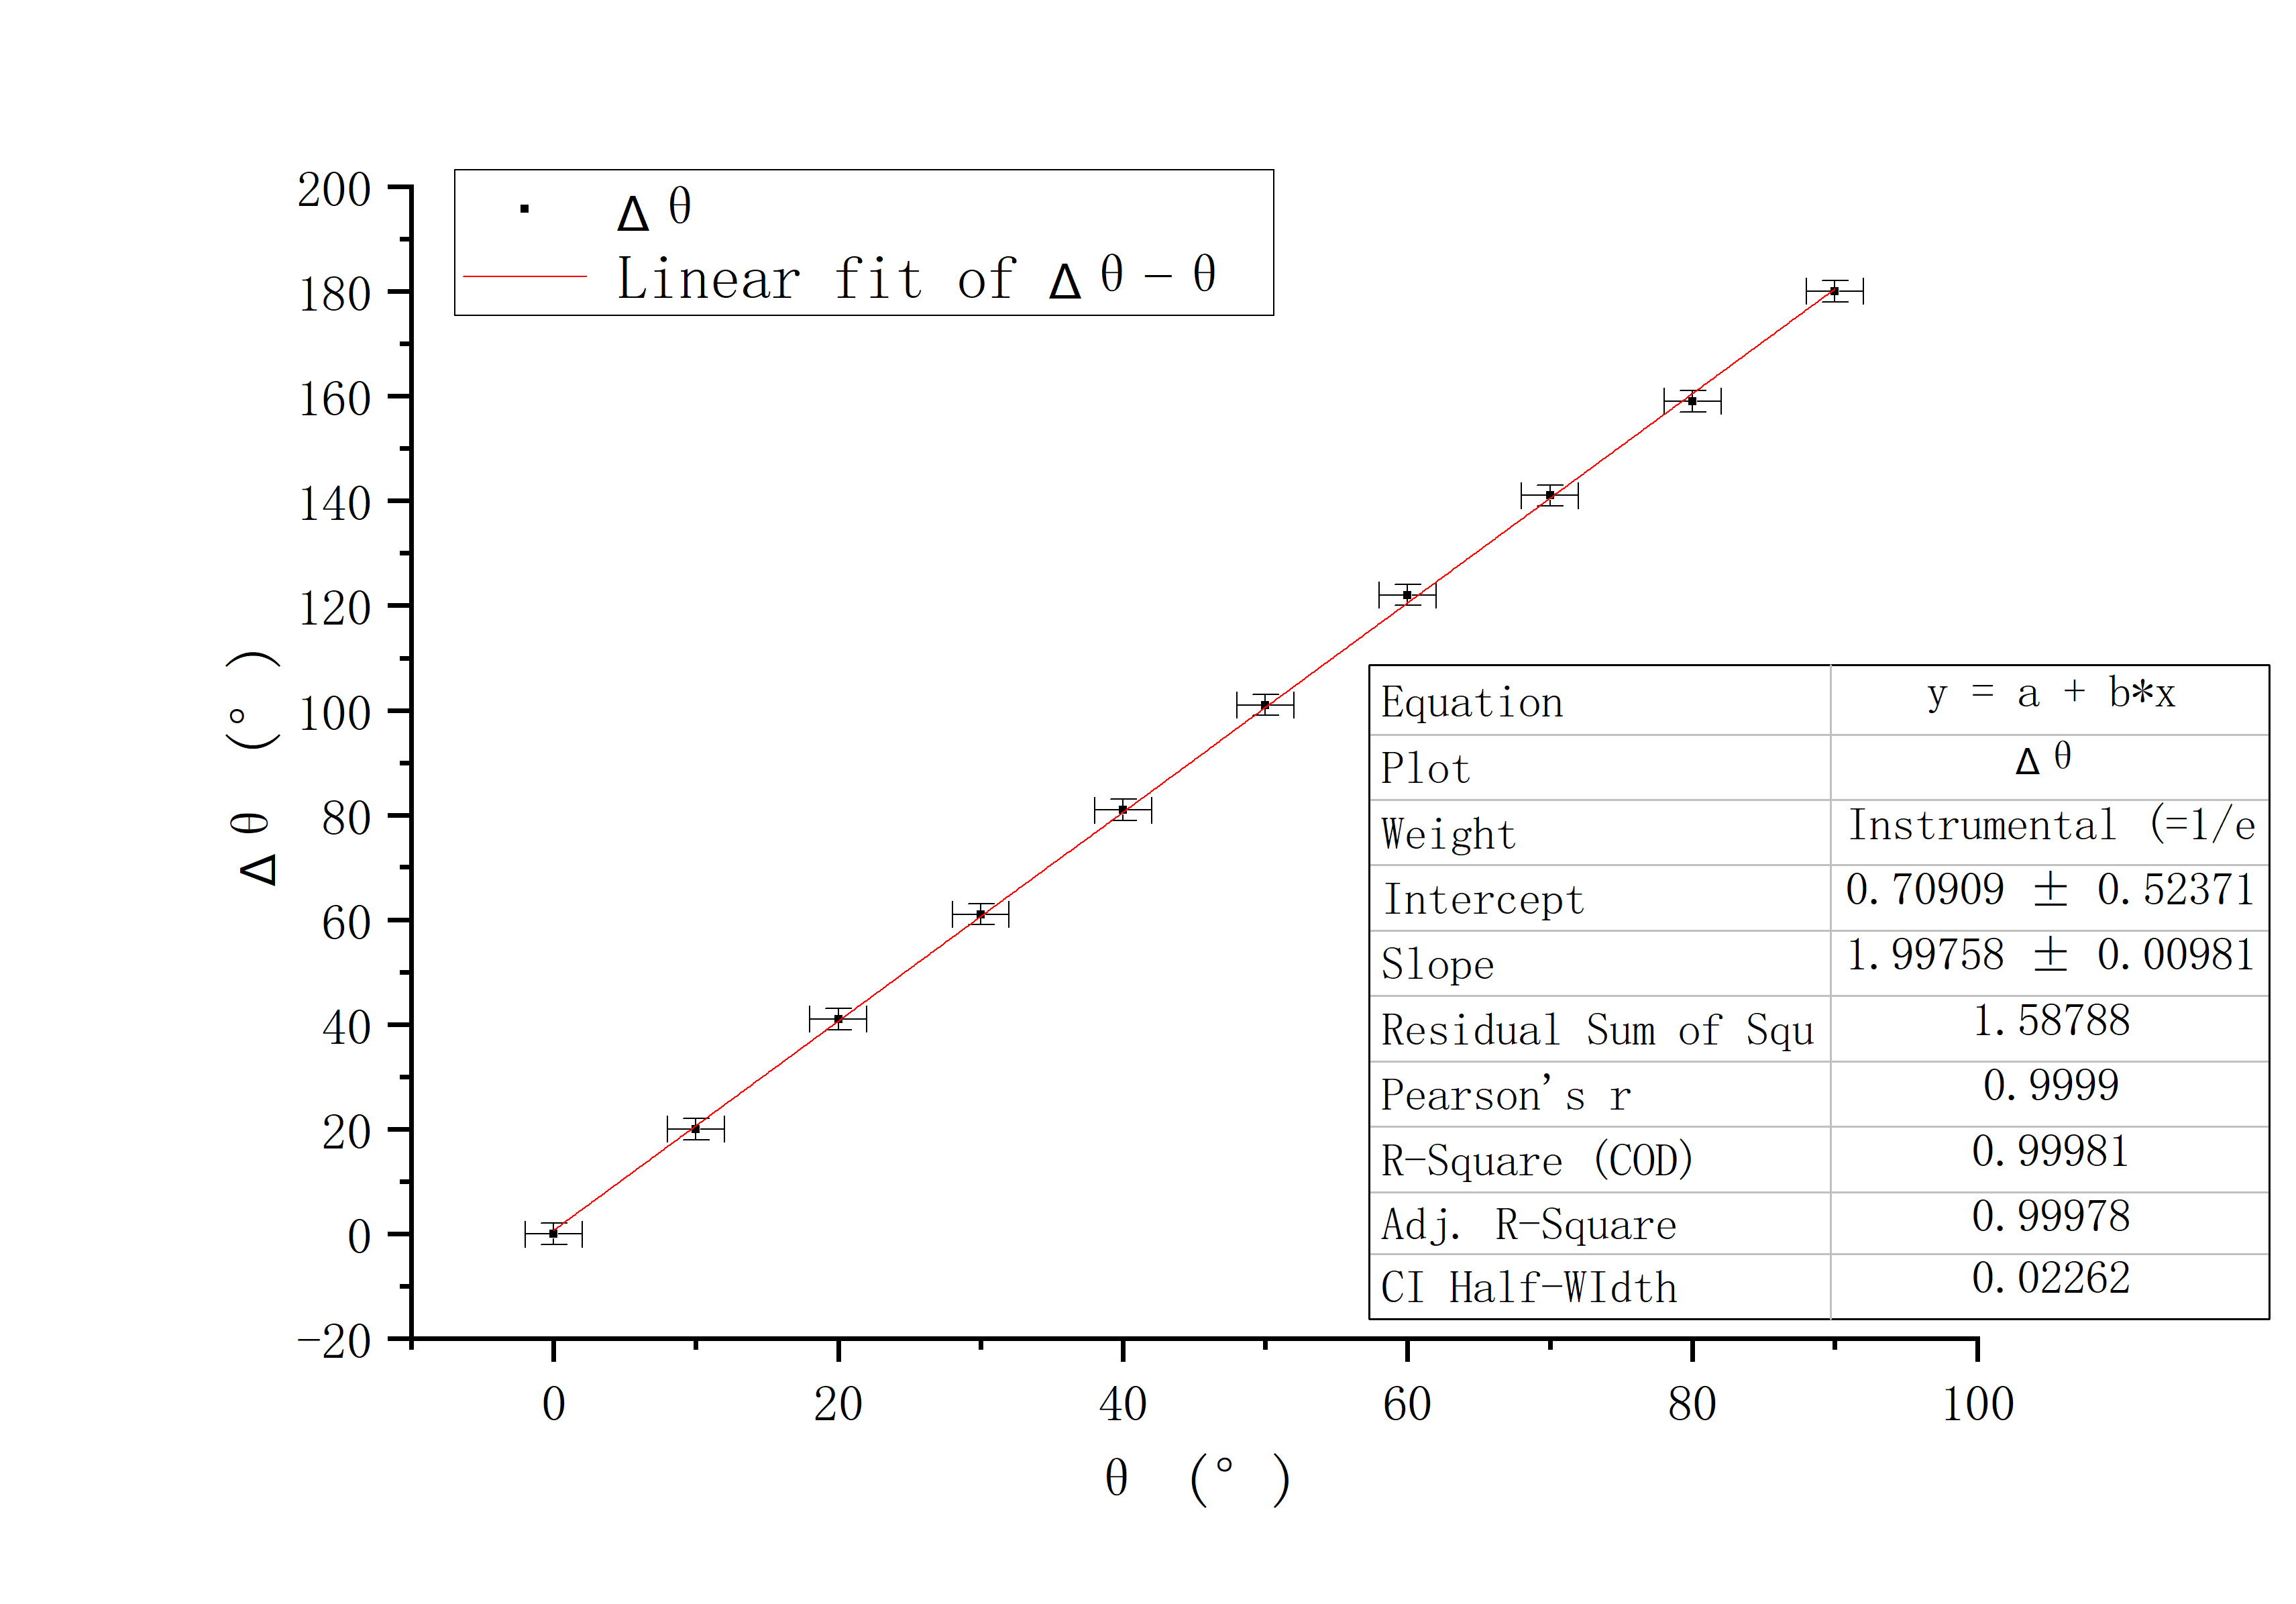 Δθ
Linear fit of Δθ-θ
200
180
160
140
120
100
80
60
40
20
0
-20
Δθ (°)
Equation y = a + b*x
Plot Δθ
Weight Instrumental (=1/e
Intercept 0.70909 ± 0.52371
Slope 1.99758 ± 0.00981
Residual Sum of Squ 1.58788
Pearson's r 0.9999
R-Square (COD) 0.99981
Adj. R-Square 0.99978
CI Half-WIdth 0.02262
0 20 40 60 80 100
θ (°)